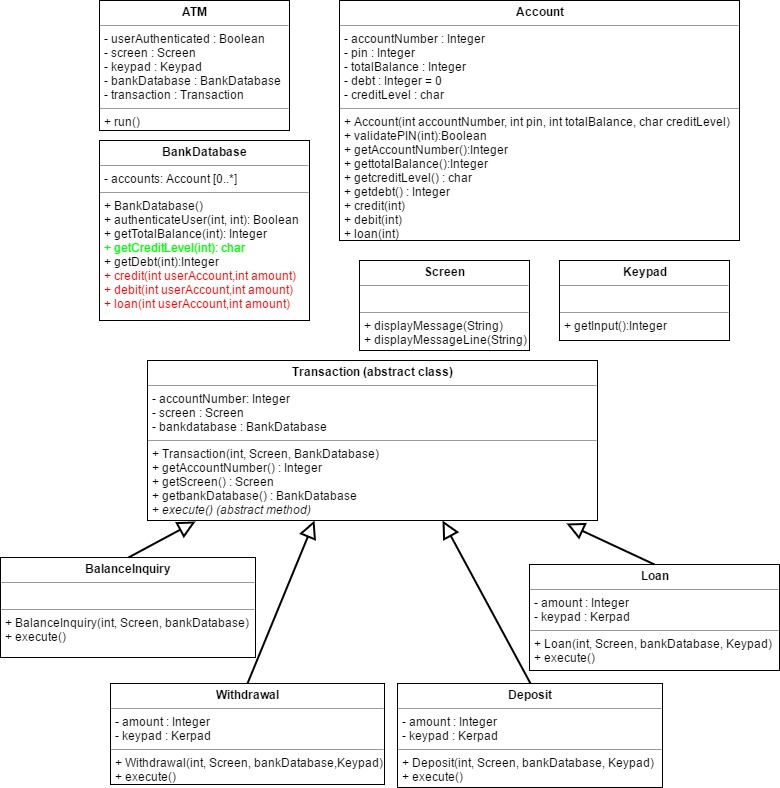 ATM
- userAuthenticated : Boolean
- screen : Screen
- keypad : Keypad
- bankDatabase : BankDatabase
- transaction : Transaction
+ run()
Account
- accountNumber : Integer
- pin : Integer
- totalBalance : Integer
- debt : Integer = 0
- creditLevel : char
+ Account(int accountNumber, int pin, int totalBalance, char creditLevel)
+ validatePIN(int):Boolean
+ getAccountNumber():Integer
+ gettotalBalance():Integer
+ getcreditLevel() : char
+ getdebt() : Integer
+ credit(int)
+ debit(int)
+ loan(int)
BankDatabase
- accounts: Account [0..*]
+ BankDatabase()
+ authenticateUser(int, int): Boolean
+ getTotalBalance(int): Integer
+ getCreditLevel(int): char
+ getDebt(int):Integer
+ credit(int userAccount,int amount)
+ debit(int userAccount,int amount)
+ loan(int userAccount,int amount)
Screen
+ displayMessage(String)
+ displayMessageLine(String)
Keypad
+ getInput():Integer
Transaction (abstract class)
- accountNumber: Integer
- screen : Screen
- bankdatabase : BankDatabase
+ Transaction(int, Screen, BankDatabase)
+ getAccountNumber() : Integer
+ getScreen() : Screen
+ getbankDatabase() : BankDatabase
+ execute() (abstract method)
BalanceInquiry
+ BalanceInquiry(int, Screen, bankDatabase)
+ execute()
Loan
- amount : Integer
- keypad : Kerpad
+ Loan(int, Screen, bankDatabase, Keypad)
+ execute()
Withdrawal
- amount : Integer
- keypad : Kerpad
+ Withdrawal(int, Screen, bankDatabase,Keypad)
+ execute()
Deposit
- amount : Integer
- keypad : Kerpad
+ Deposit(int, Screen, bankDatabase, Keypad)
+ execute()